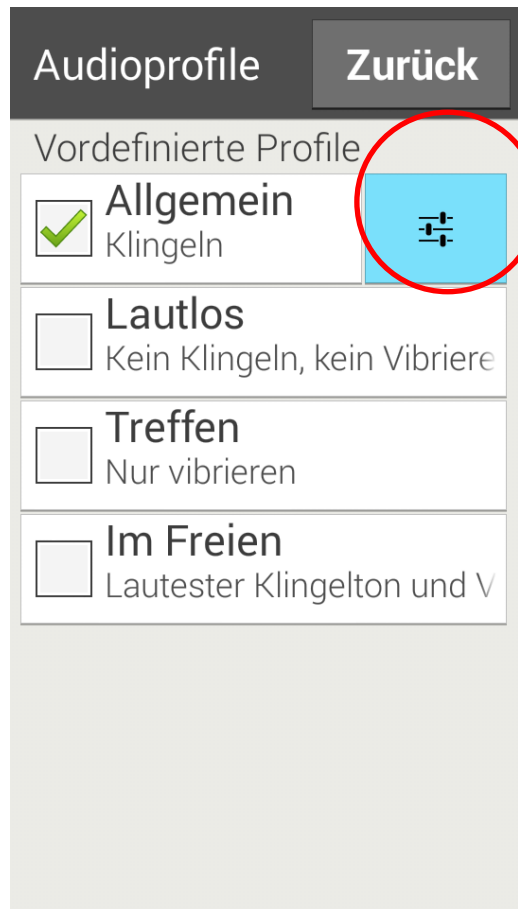 Audioprofile Zurück
Vordefinierte Profile
Allgemein
Klingeln
Lautlos
Kein Klingeln, kein Vibriere
Treffen
Nur vibrieren
Im Freien
Lautester Klingelton und V